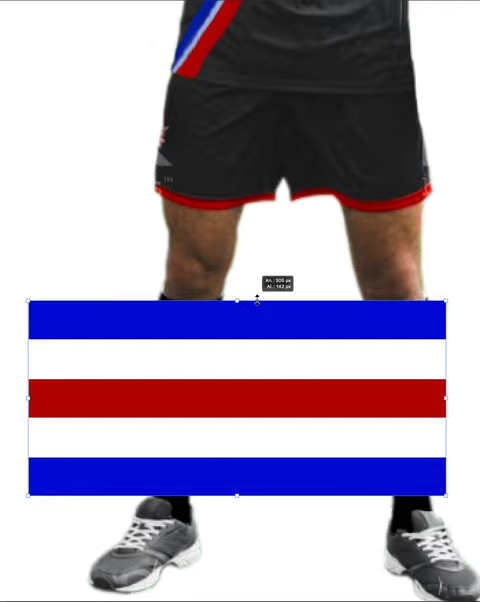 An. : 305 px
Al. : 142 px